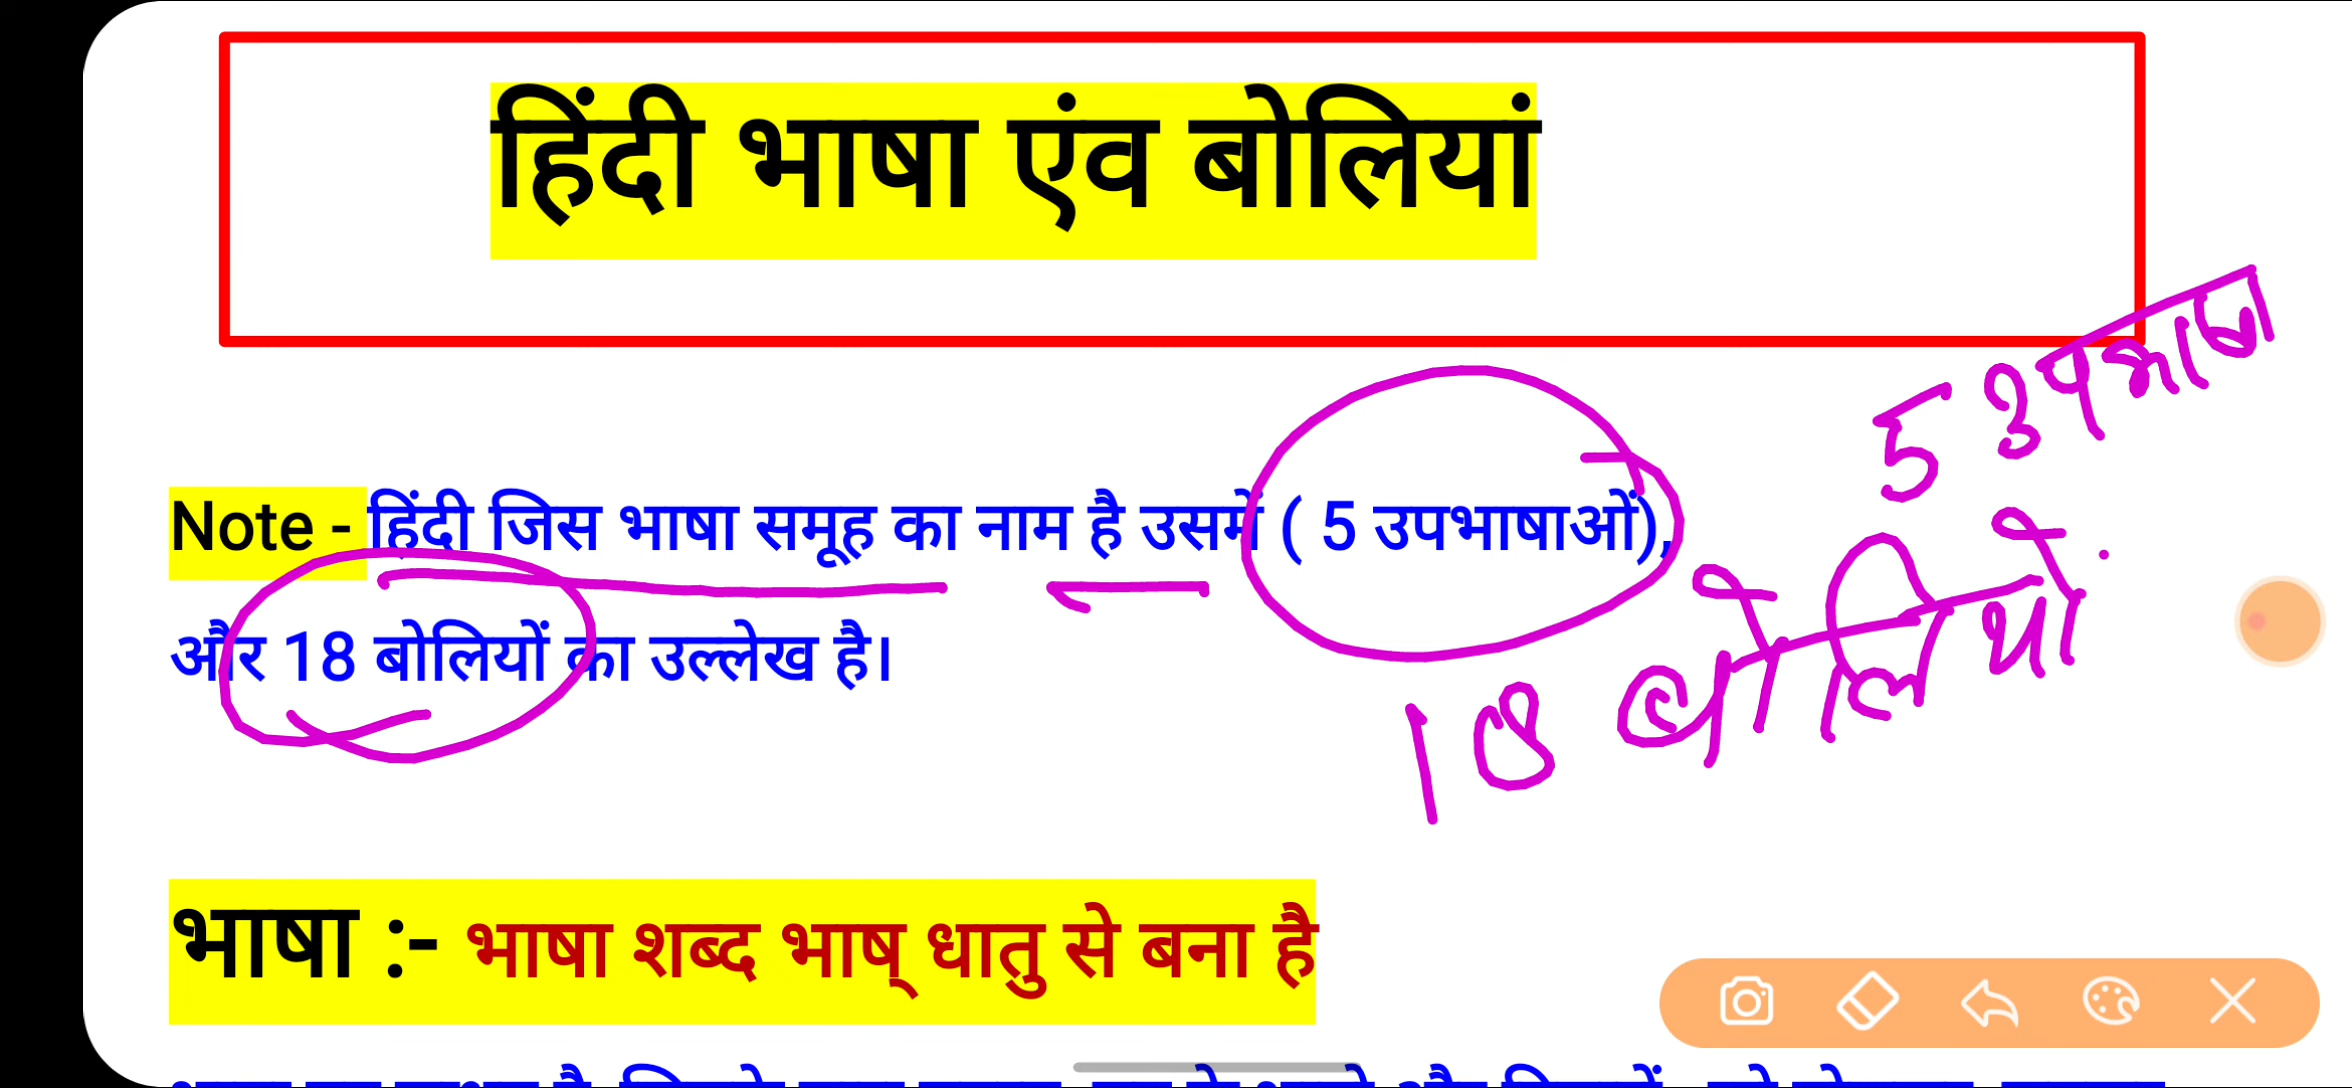 हिंदी भाषा एंव बोलियां
5 उपभाषा
Note - हिंदी जिस भाषा समूह का नाम है उसमें ( 5 उपभाषाओं),
और 18 बोलियों का उल्लेख है।
18 बोलियों
भाषा :- भाषा शब्द भाष् धातु से बना है